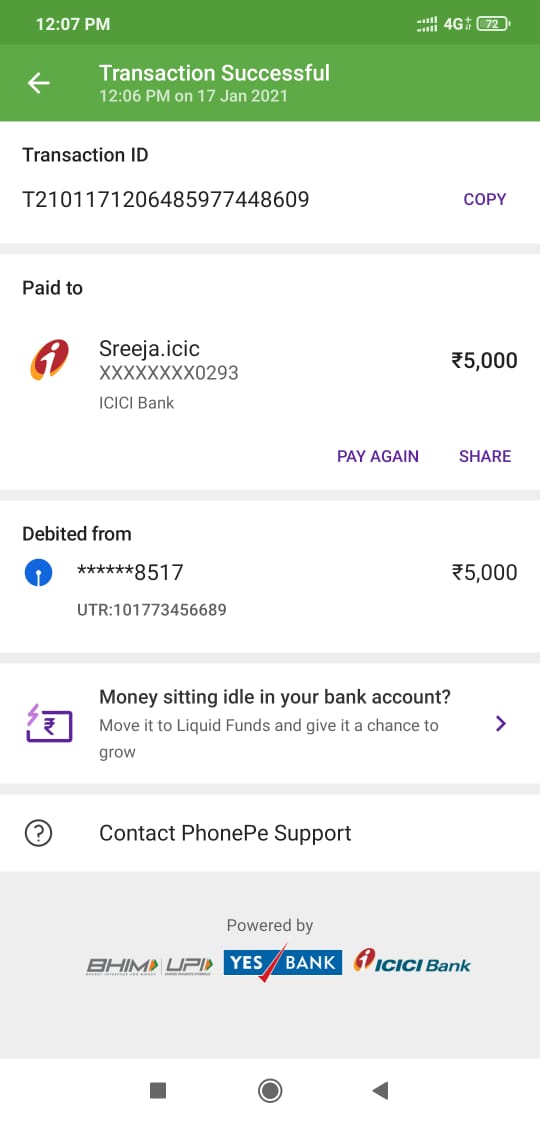 12:07 PM
4G+
72
Transaction Successful
12:06 PM on 17 Jan 2021
Transaction ID
T2101171206485977448609
COPY
Paid to
Sreeja.icic
₹5,000
XXXXXXXX0293
ICICI Bank
PAY AGAIN
SHARE
Debited from
******8517
₹5,000
UTR:101773456689
Money sitting idle in your bank account?
Move it to Liquid Funds and give it a chance to
grow
Contact PhonePe Support
Powered by
BHIM UPI YES BANK ICICI Bank